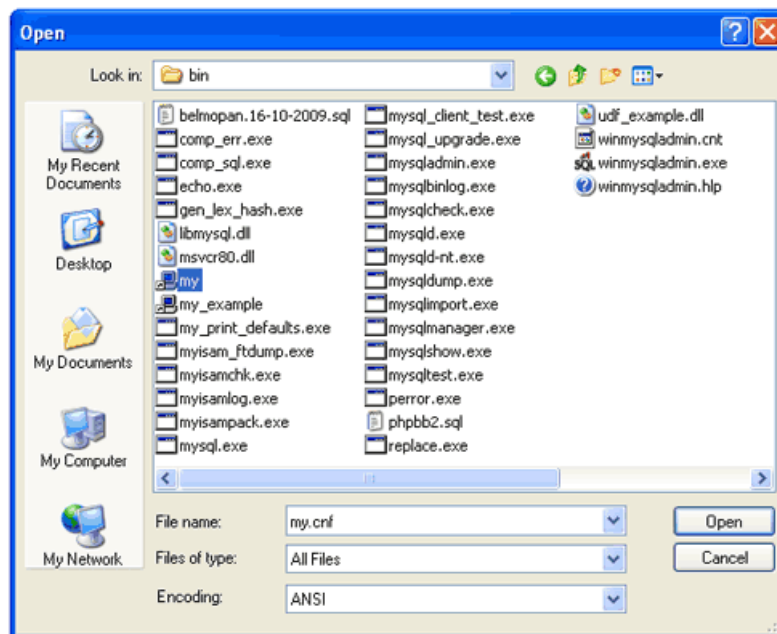 Open
Look in: bin
My Recent
Documents
Desktop
My Documents
My Computer
My Network
belmopan.16-10-2009.sql
comp_err.exe
comp_sql.exe
echo.exe
gen_lex_hash.exe
libmysql.dll
msvcr80.dll
my
my_example
my_print_defaults.exe
myisam_ftdump.exe
myisamchk.exe
myisamlog.exe
myisampack.exe
mysql.exe
mysql_client_test.exe
mysql_upgrade.exe
mysqladmin.exe
mysqlbinlog.exe
mysqlcheck.exe
mysqld.exe
mysqld-nt.exe
mysqldump.exe
mysqlimport.exe
mysqlmanager.exe
mysqlshow.exe
mysqltest.exe
perror.exe
phpbb2.sql
replace.exe
udf_example.dll
winmysqladmin.cnt
winmysqladmin.exe
winmysqladmin.hlp
File name: my.cnf Open
Files of type: All Files Cancel
Encoding: ANSI